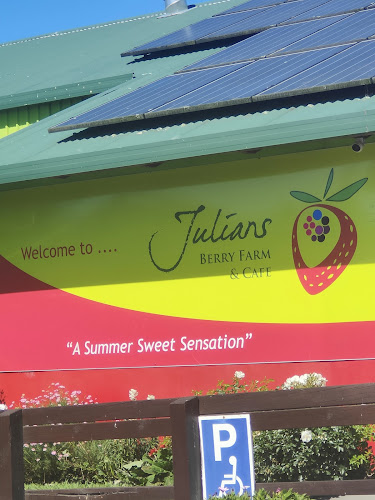 Welcome to ....
Julians
BERRY FARM
& CAFE
"A Summer Sweet Sensation"
P